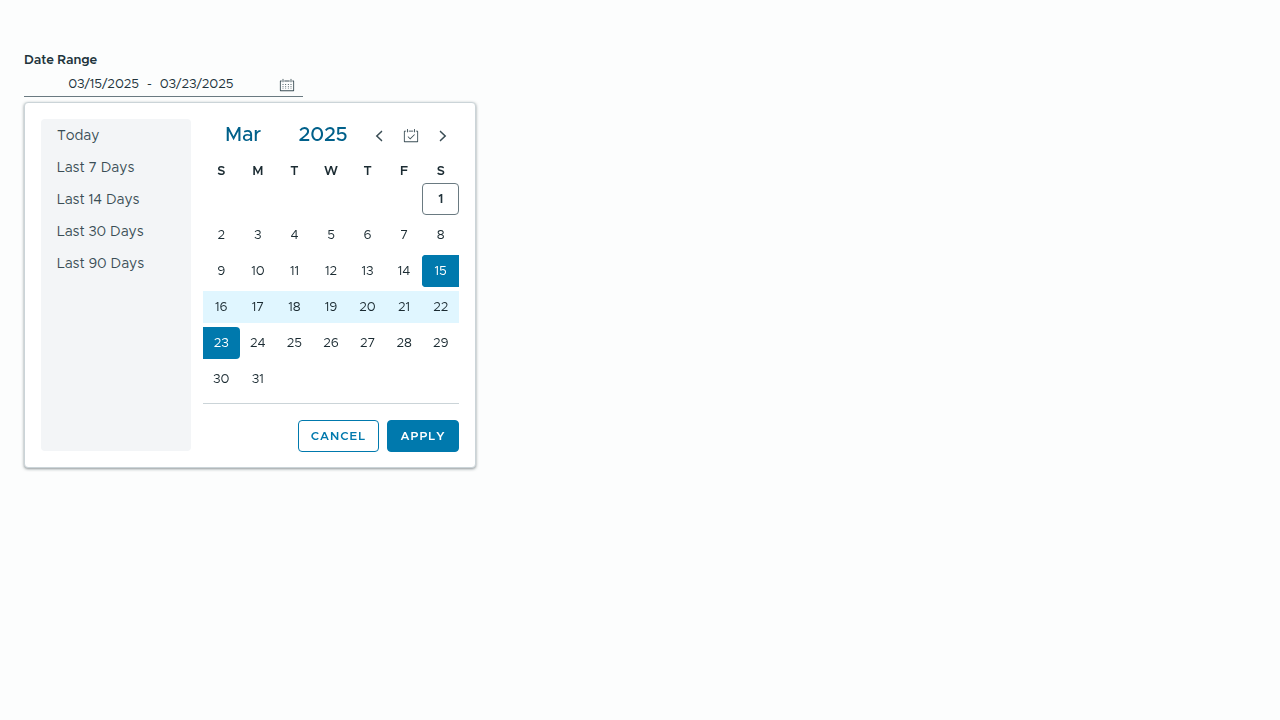 Date Range
03/15/2025 - 03/23/2025
Today
Last 7 Days
Last 14 Days
Last 30 Days
Last 90 Days
Mar 2025
S M T W T F S
1
2 3 4 5 6 7 8
9 10 11 12 13 14 15
16 17 18 19 20 21 22
23 24 25 26 27 28 29
30 31
CANCEL APPLY